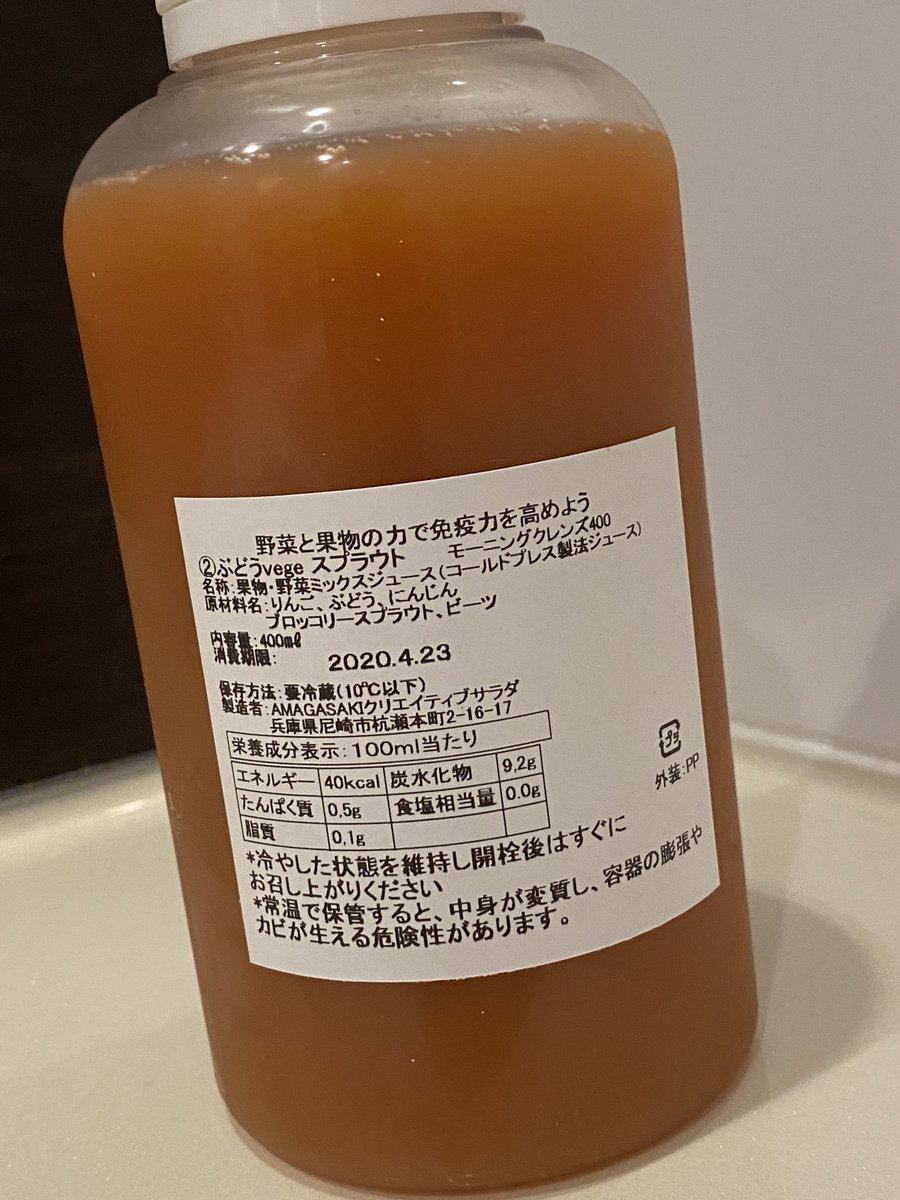 野菜と果物の力で免疫力を高めよう
②ぶどうvege スプラウト モーニングクレンズ400
名称:果物・野菜ミックスジュース(コールドプレス製法ジュース)
原材料名:りんご、ぶどう、にんじん
ブロッコリースプラウト、ビーツ
内容量:400mℓ
消費期限: 2020.4.23
保存方法:要冷蔵(10℃以下)
製造者:AMAGASAKIクリエイティブサラダ
兵庫県尼崎市杭瀬本町2-16-17
栄養成分表示:100ml当たり
エネルギー 40kcal 炭水化物 9,2g
たんぱく質 0,5g 食塩相当量 0.0g
脂質 0,1g
プラ
外装:PP
*冷やした状態を維持し開栓後はすぐに
お召し上がりください
*常温で保管すると、中身が変質し、容器の膨張や
カビが生える危険性があります。